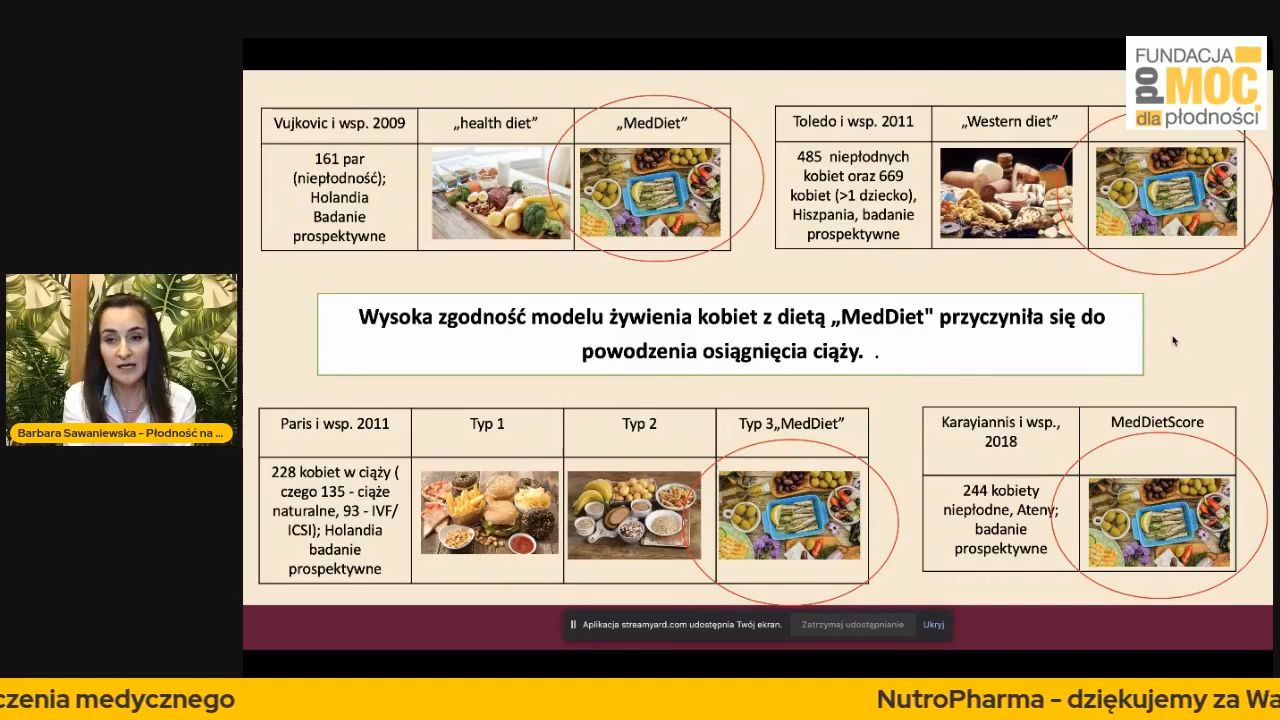 FUNDACJA
poMOC
dla płodności
Vujkovic i wsp. 2009
„health diet”
„MedDiet”
161 par
(niepłodność);
Holandia
Badanie
prospektywne
Toledo i wsp. 2011
„Western diet”
485 niepłodnych
kobiet oraz 669
kobiet (>1 dziecko),
Hiszpania, badanie
prospektywne
Wysoka zgodność modelu żywienia kobiet z dietą „MedDiet" przyczyniła się do
powodzenia osiągnięcia ciąży. .
Barbara Sawaniewska - Płodność na ...
Paris i wsp. 2011
Typ 1
Typ 2
Typ 3„MedDiet”
228 kobiet w ciąży (
czego 135 - ciąże
naturalne, 93 - IVF/
ICSI); Holandia
badanie
prospektywne
Karayiannis i wsp.,
2018
MedDietScore
244 kobiety
niepłodne, Ateny;
badanie
prospektywne
Aplikacja streamyard.com udostępnia Twój ekran.
Zatrzymaj udostępnianie
Ukryj
czenia medycznego
NutroPharma - dziękujemy za Wa